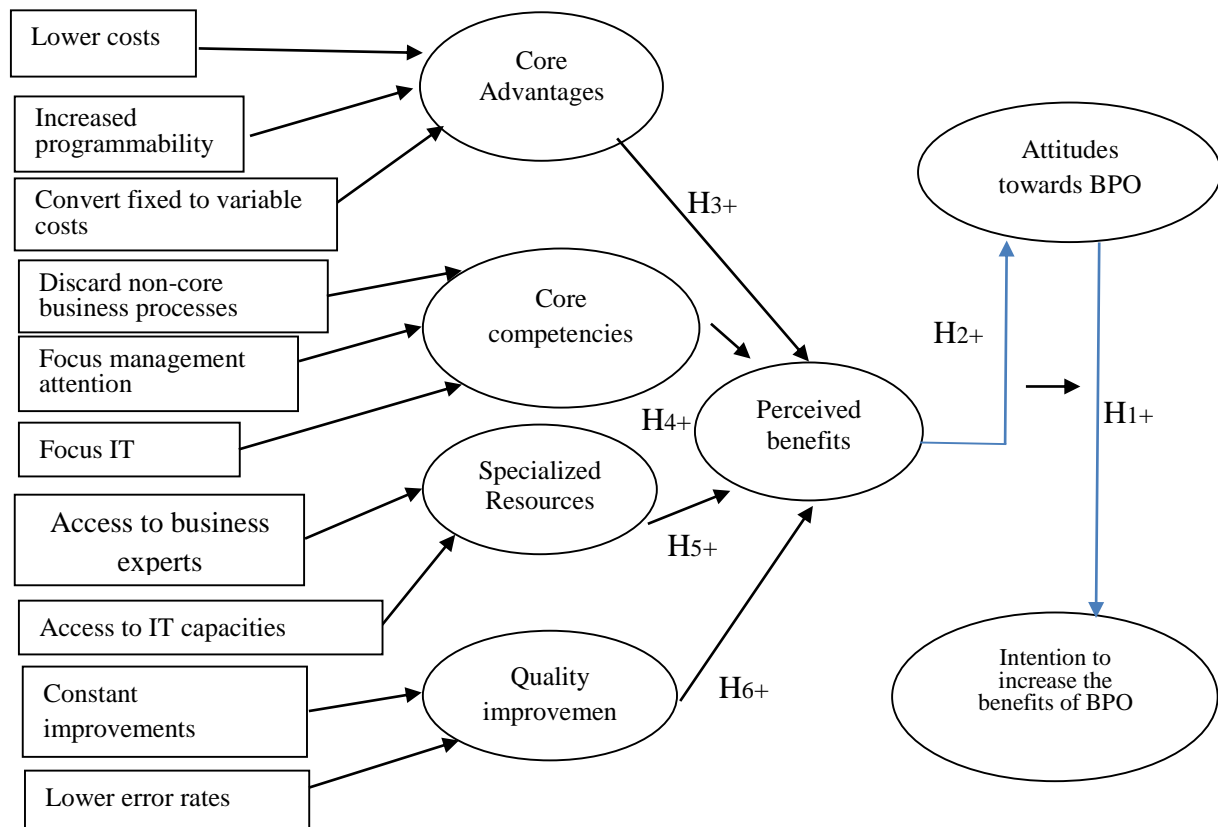 Lower costs
Increased
programmability
Convert fixed to variable
costs
Discard non-core
business processes
Focus management
attention
Focus IT
Access to business
experts
Access to IT capacities
Constant
improvements
Lower error rates
Core
Advantages
Core
competencies
Specialized
Resources
Quality
improvemen
H3+
H4+
H5+
H6+
Perceived
benefits
H2+
H1+
Attitudes
towards BPO
Intention to
increase the
benefits of BPO